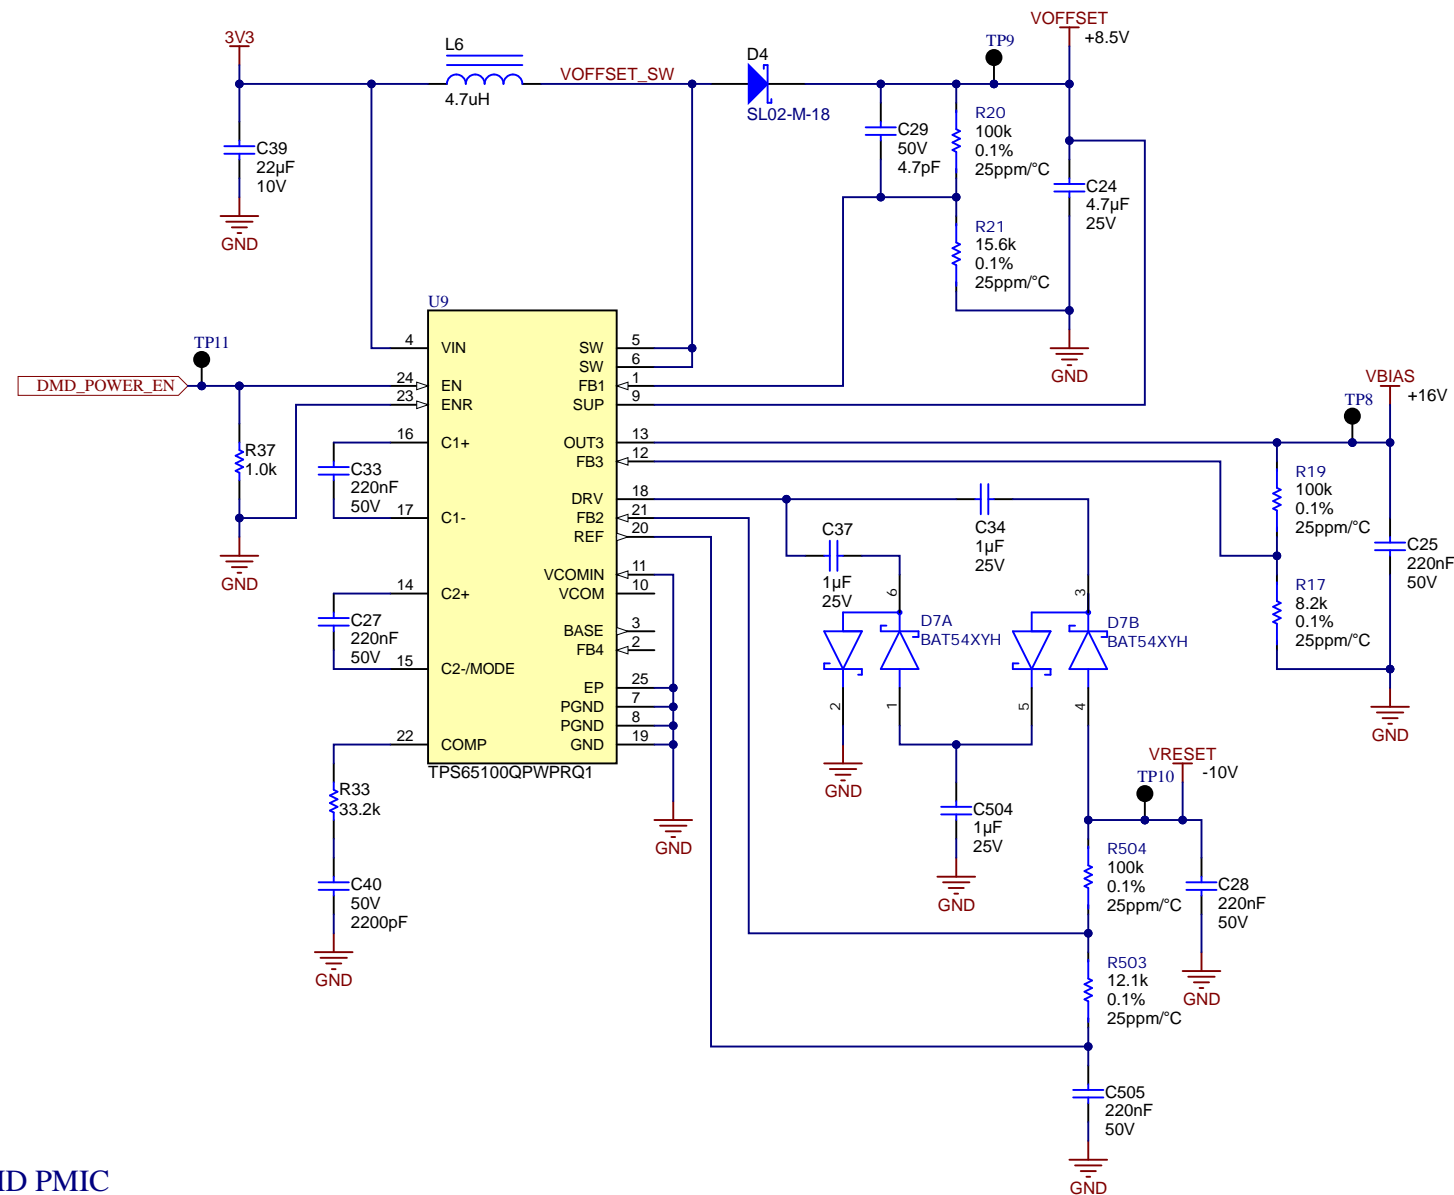 3V3
L6
4.7uH
VOFFSET_SW
D4
SL02-M-18
TP9
VOFFSET
+8.5V
C39
22µF
10V
GND
C29
50V
4.7pF
R20
100k
0.1%
25ppm/°C
R21
15.6k
0.1%
25ppm/°C
C24
4.7µF
25V
GND
U9
TP11
DMD_POWER_EN
R37
1.0k
GND
4 VIN
24 EN
23 ENR
16 C1+
17 C1-
14 C2+
15 C2-/MODE
22 COMP
SW 5
SW 6
FB1 1
SUP 9
OUT3 13
FB3 12
DRV 18
FB2 21
REF 20
VCOMIN 11
VCOM 10
BASE 3
FB4 2
EP 25
PGND 7
PGND 8
GND 19
TPS65100QPWPRQ1
C33
220nF
50V
C27
220nF
50V
R33
33.2k
C40
50V
2200pF
GND
GND
VBIAS
+16V
TP8
R19
100k
0.1%
25ppm/°C
R17
8.2k
0.1%
25ppm/°C
C25
220nF
50V
GND
C37
1µF
25V
C34
1µF
25V
6
D7A
BAT54XYH
2
1
GND
3
D7B
BAT54XYH
5
4
C504
1µF
25V
GND
VRESET
-10V
TP10
R504
100k
0.1%
25ppm/°C
C28
220nF
50V
GND
R503
12.1k
0.1%
25ppm/°C
C505
220nF
50V
GND
PMIC